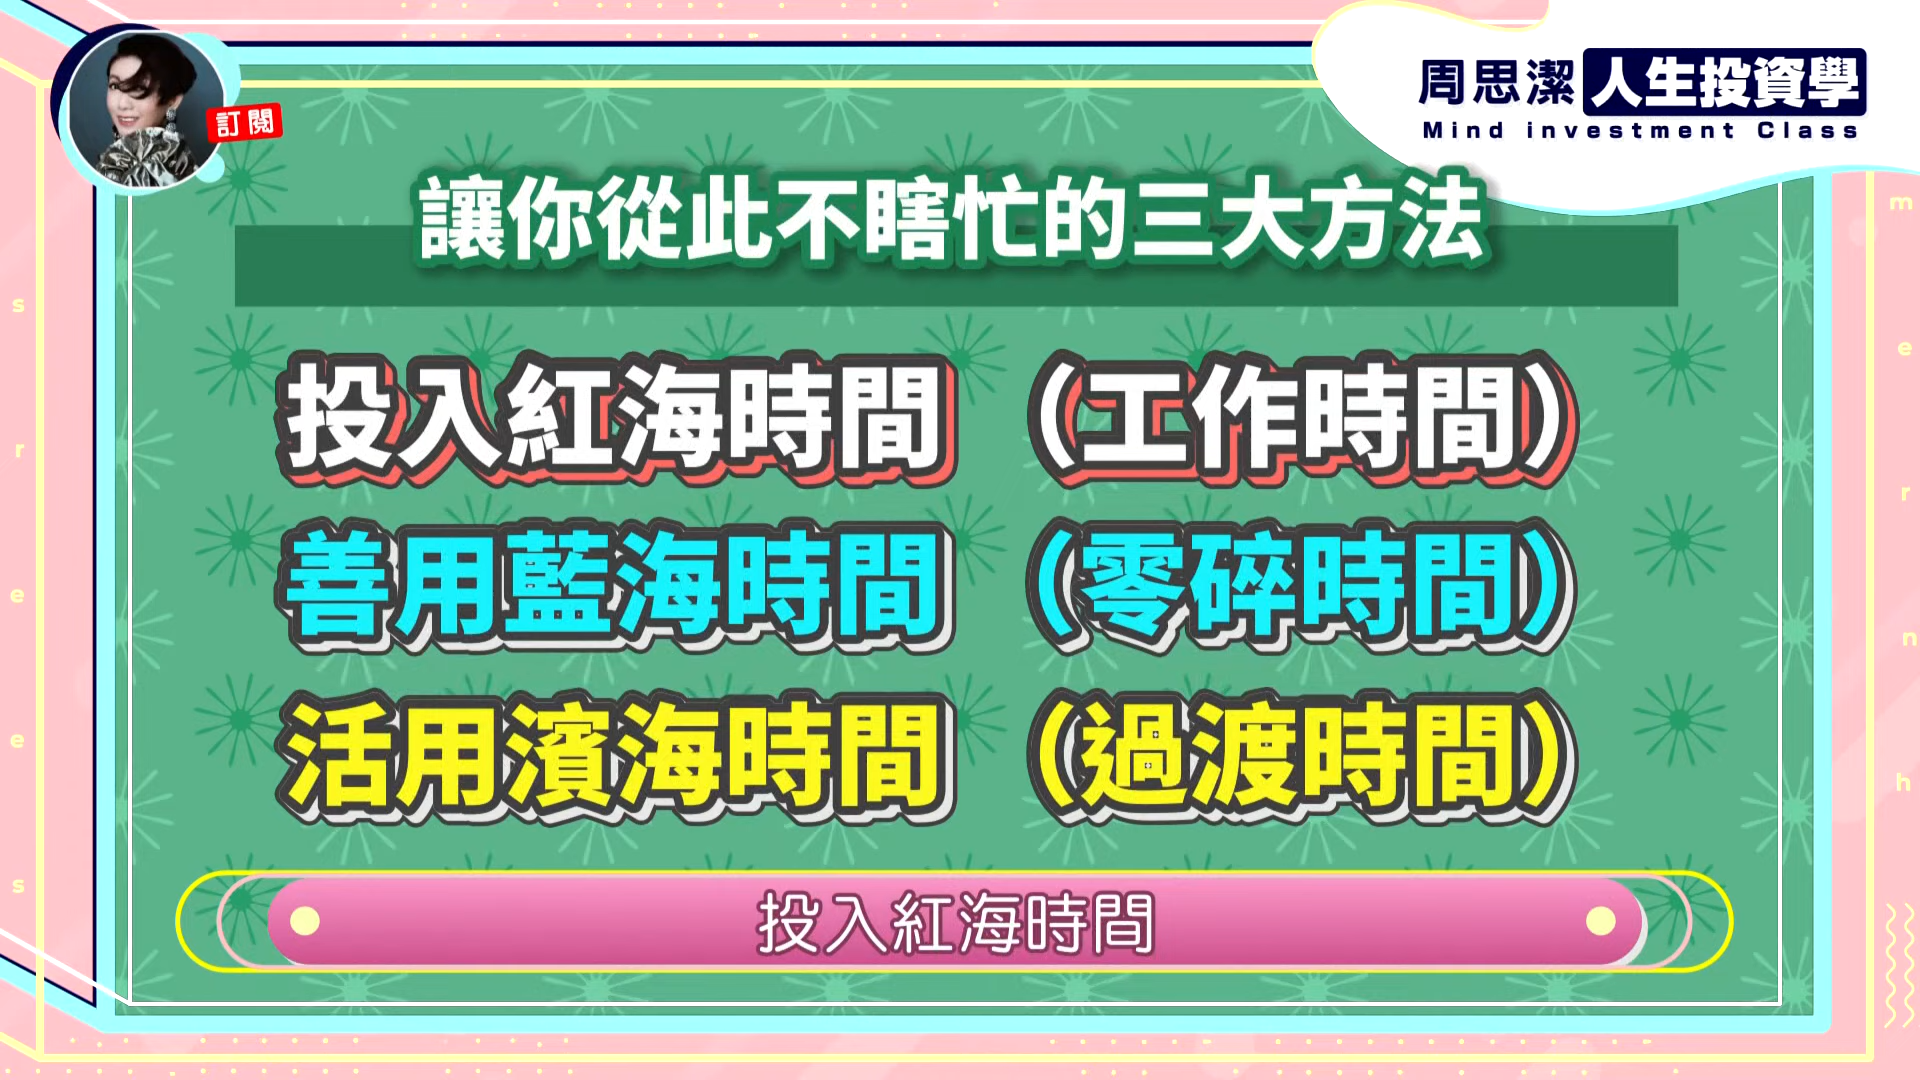 訂閱
周思潔 人生投資學
Mind investment Class
讓你從此不瞎忙的三大方法
投入紅海時間 （工作時間）
善用藍海時間 （零碎時間）
活用濱海時間 （過渡時間）
投入紅海時間
s r e e s
m e r n h